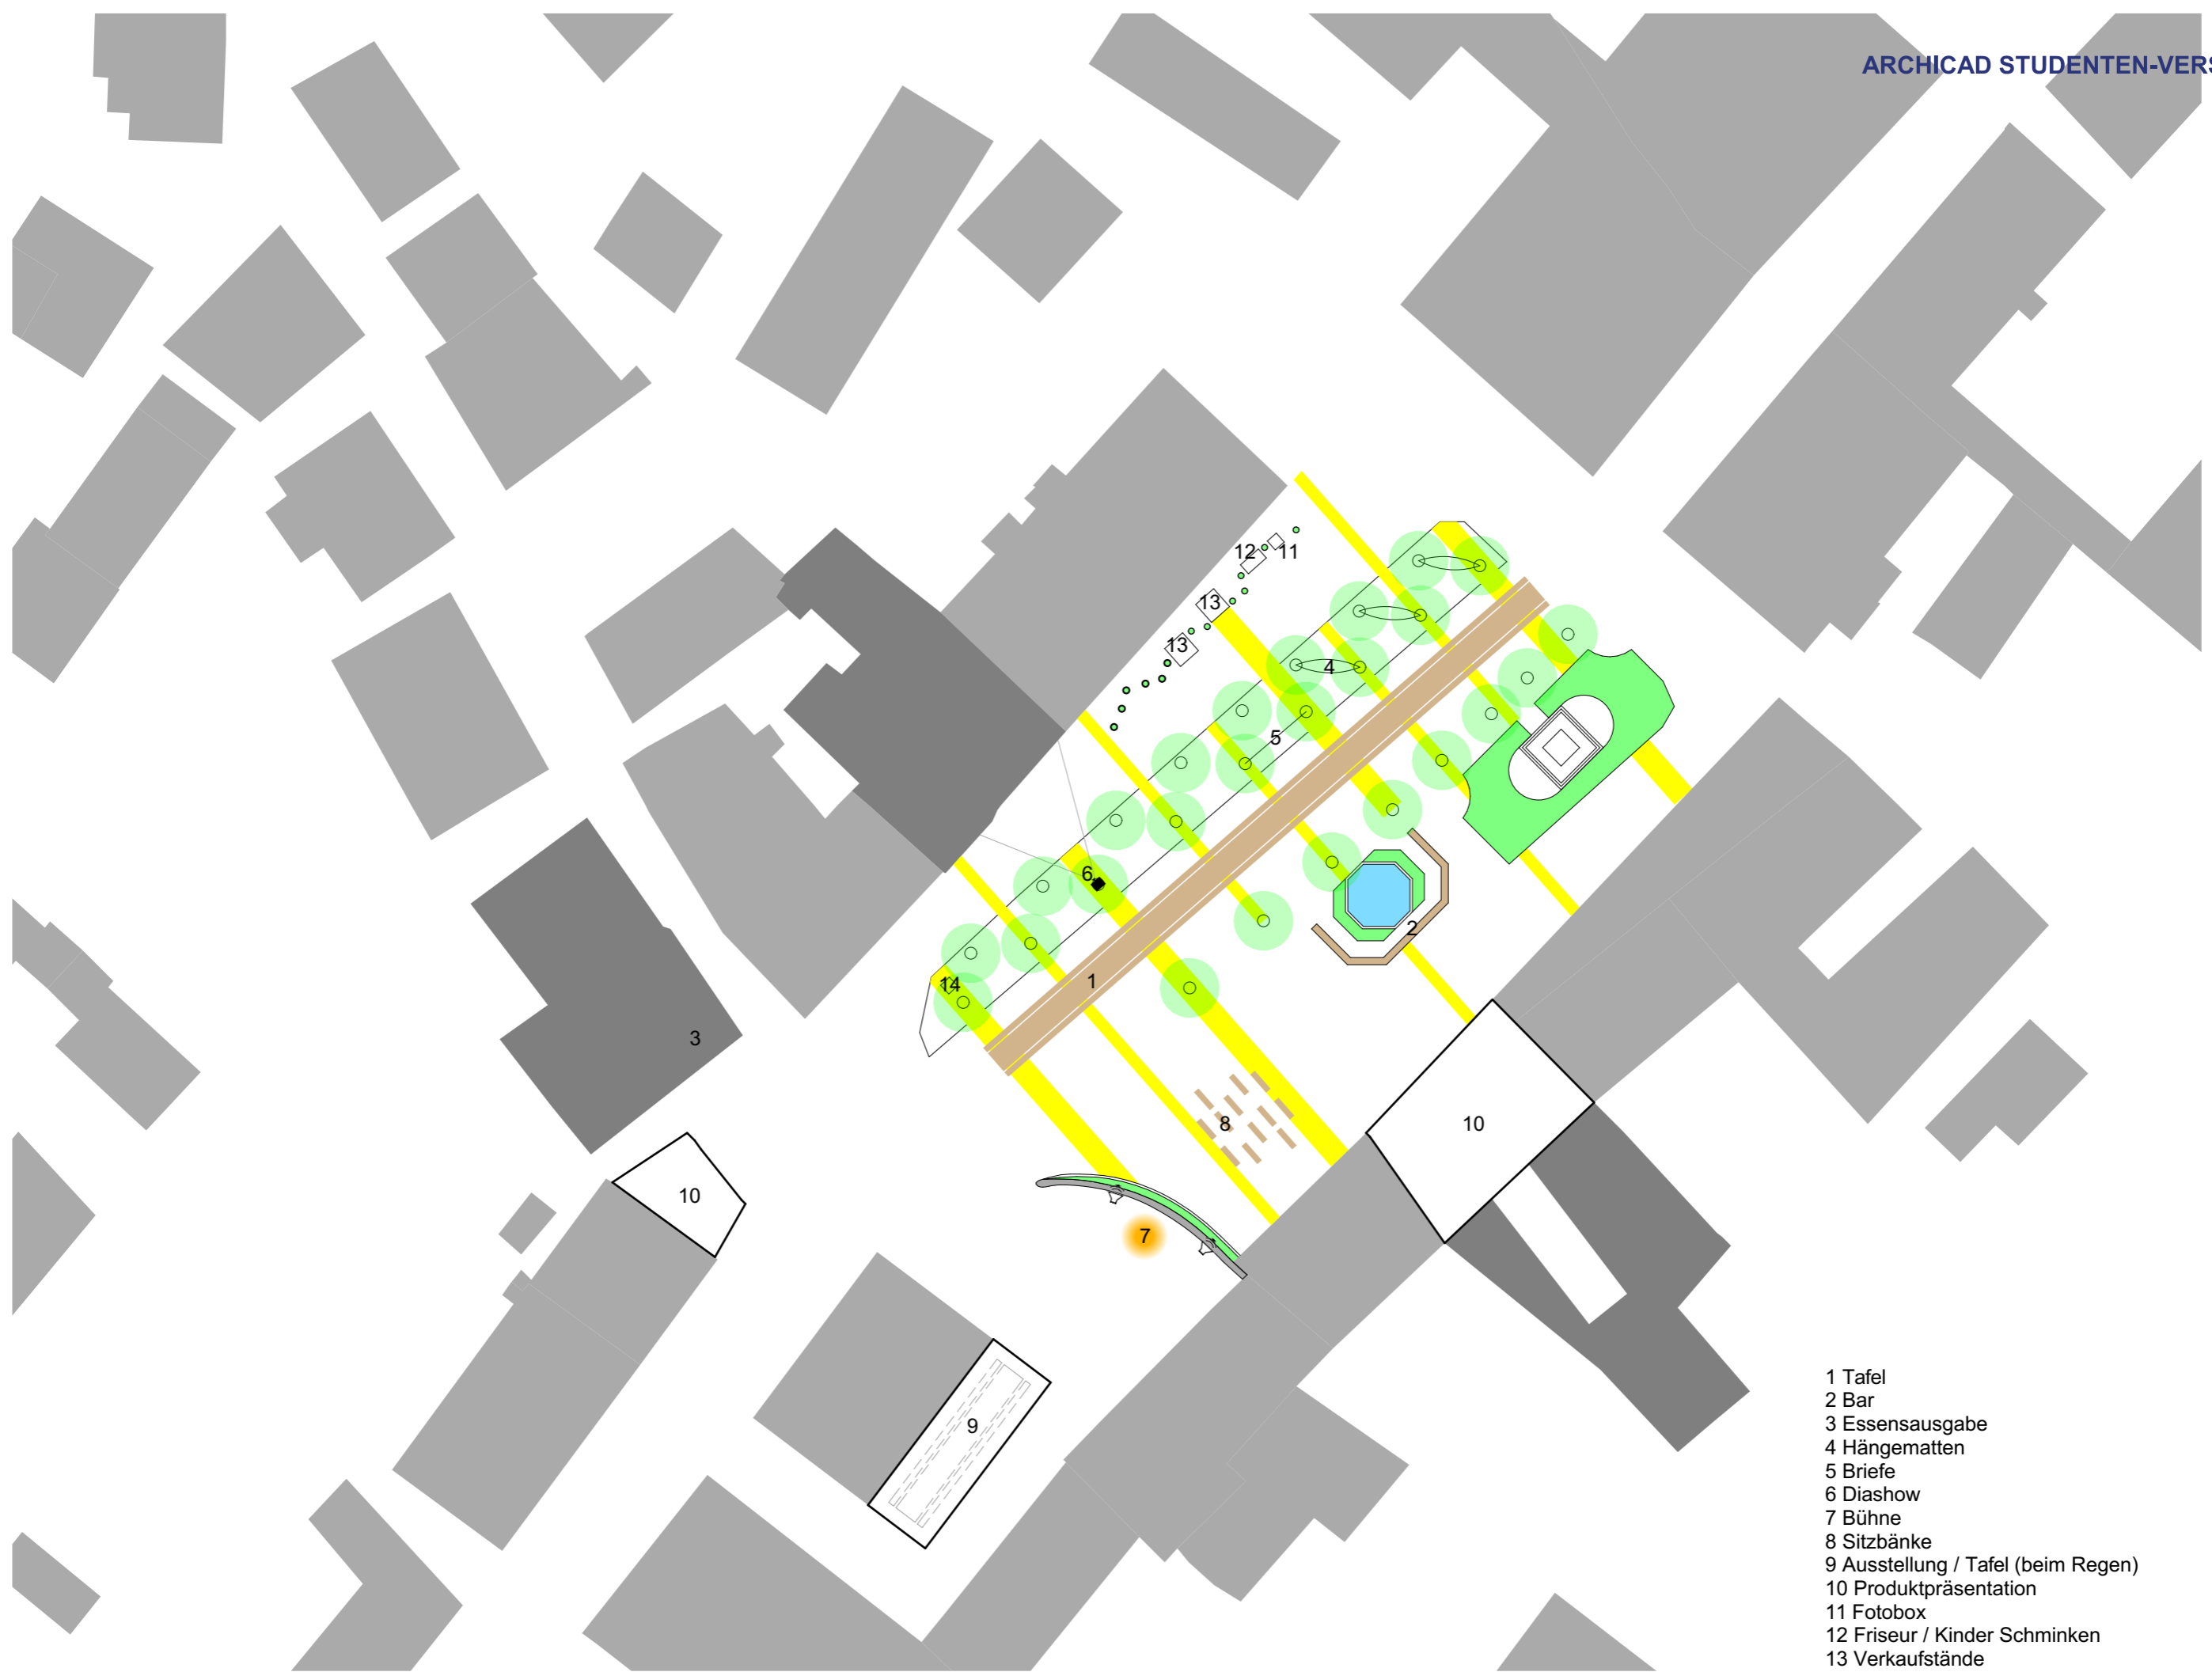 ARCHICAD STUDENTEN-VERS
12
11
13
13
4
5
6
14
1
2
3
8
10
10
7
9
1 Tafel
2 Bar
3 Essensausgabe
4 Hängematten
5 Briefe
6 Diashow
7 Bühne
8 Sitzbänke
9 Ausstellung / Tafel (beim Regen)
10 Produktpräsentation
11 Fotobox
12 Friseur / Kinder Schminken
13 Verkaufstände